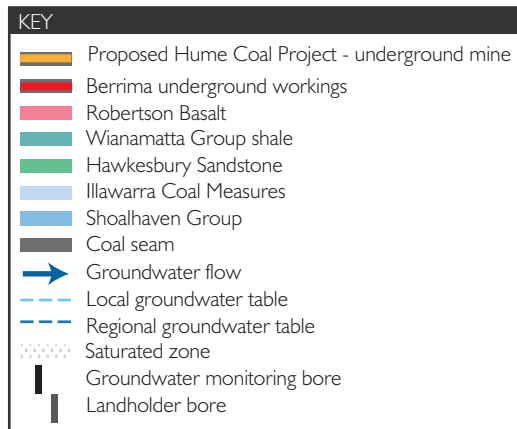 KEY
Proposed Hume Coal Project - underground mine
Berrima underground workings
Robertson Basalt
Wianamatta Group shale
Hawkesbury Sandstone
Illawarra Coal Measures
Shoalhaven Group
Coal seam
Groundwater flow
Local groundwater table
Regional groundwater table
Saturated zone
Groundwater monitoring bore
Landholder bore